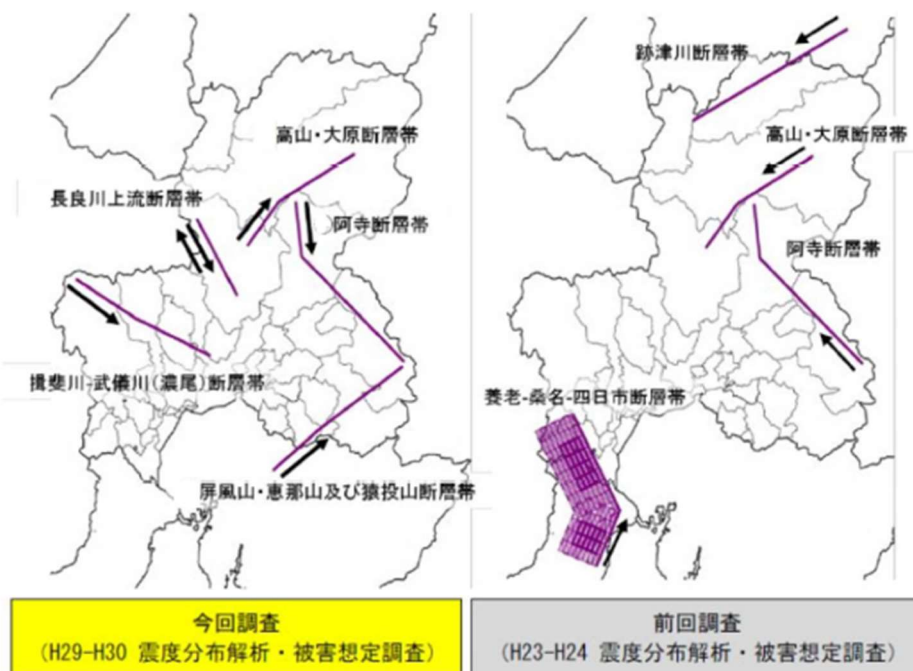 高山・大原断層帯
長良川上流断層帯
阿寺断層帯
揖斐川-武儀川(濃尾)断層帯
屏風山・恵那山及び猿投山断層帯
今回調査
(H29-H30 震度分布解析・被害想定調査)
跡津川断層帯
高山・大原断層帯
阿寺断層帯
養老-桑名-四日市断層帯
前回調査
(H23-H24 震度分布解析・被害想定調査)